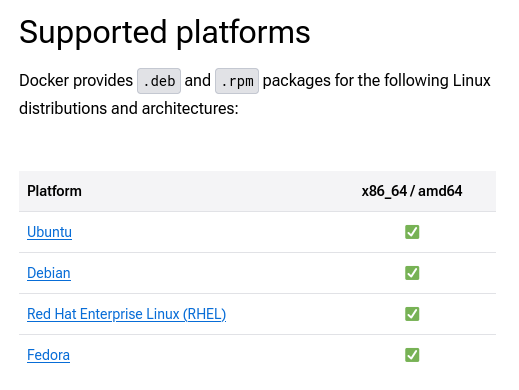 Supported platforms
Docker provides .deb and .rpm packages for the following Linux
distributions and architectures:
Platform x86_64 / amd64
Ubuntu ✅
Debian ✅
Red Hat Enterprise Linux (RHEL) ✅
Fedora ✅